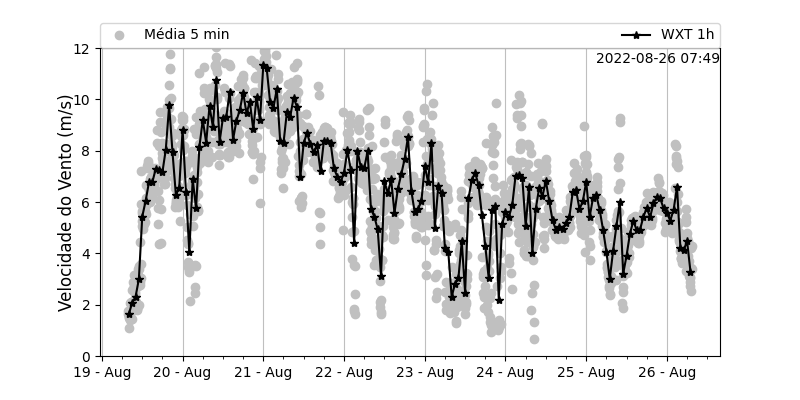 Média 5 min
WXT 1h
2022-08-26 07:49
Velocidade do Vento (m/s)
12
10
8
6
4
2
0
19 - Aug
20 - Aug
21 - Aug
22 - Aug
23 - Aug
24 - Aug
25 - Aug
26 - Aug